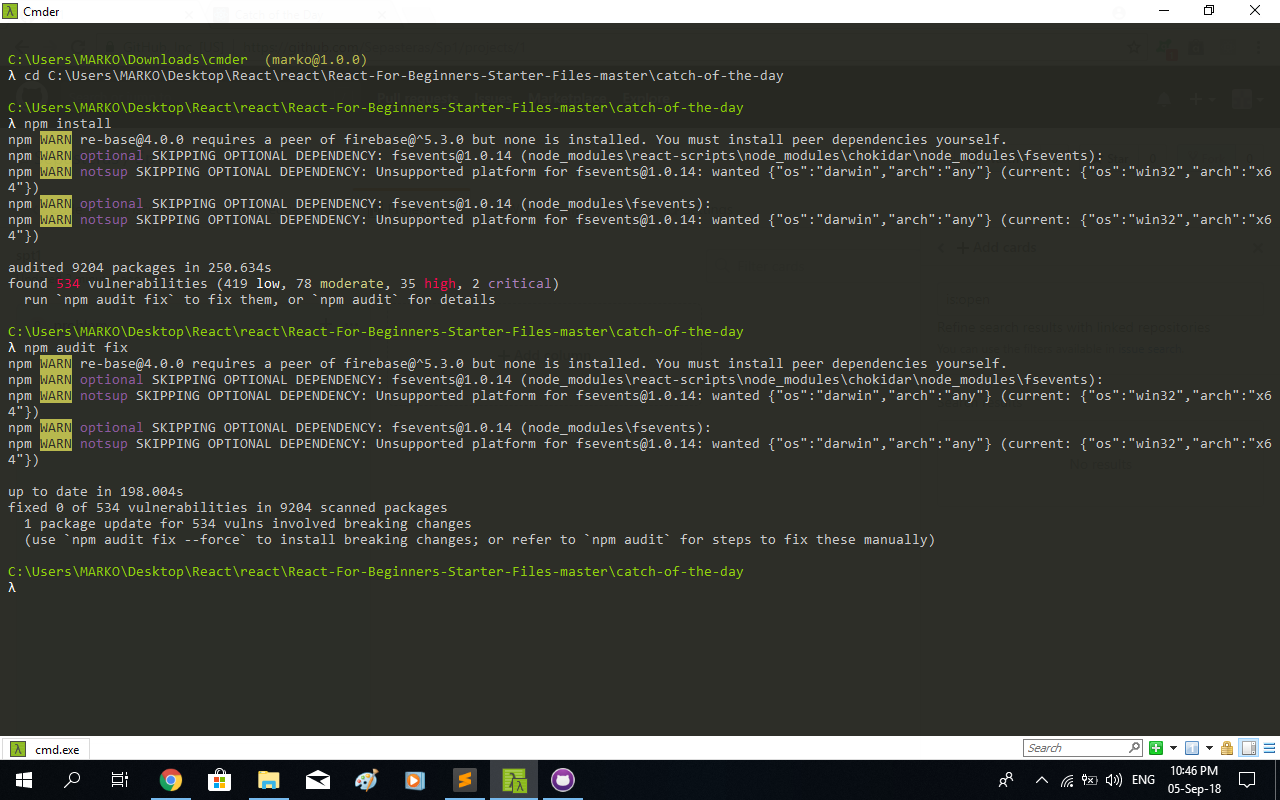 Cmder
C:\Users\MARKO\Downloads\cmder  (marko@1.0.0)
λ cd C:\Users\MARKO\Desktop\React\react\React-For-Beginners-Starter-Files-master\catch-of-the-day
C:\Users\MARKO\Desktop\React\react\React-For-Beginners-Starter-Files-master\catch-of-the-day
λ npm install
npm WARN re-base@4.0.0 requires a peer of firebase@^5.3.0 but none is installed. You must install peer dependencies yourself.
npm WARN optional SKIPPING OPTIONAL DEPENDENCY: fsevents@1.0.14 (node_modules\react-scripts\node_modules\chokidar\node_modules\fsevents):
npm WARN notsup SKIPPING OPTIONAL DEPENDENCY: Unsupported platform for fsevents@1.0.14: wanted {"os":"darwin","arch":"any"} (current: {"os":"win32","arch":"x6
4"})
npm WARN optional SKIPPING OPTIONAL DEPENDENCY: fsevents@1.0.14 (node_modules\fsevents):
npm WARN notsup SKIPPING OPTIONAL DEPENDENCY: Unsupported platform for fsevents@1.0.14: wanted {"os":"darwin","arch":"any"} (current: {"os":"win32","arch":"x6
4"})
audited 9204 packages in 250.634s
found 534 vulnerabilities (419 low, 78 moderate, 35 high, 2 critical)
  run `npm audit fix` to fix them, or `npm audit` for details
C:\Users\MARKO\Desktop\React\react\React-For-Beginners-Starter-Files-master\catch-of-the-day
λ npm audit fix
npm WARN re-base@4.0.0 requires a peer of firebase@^5.3.0 but none is installed. You must install peer dependencies yourself.
npm WARN optional SKIPPING OPTIONAL DEPENDENCY: fsevents@1.0.14 (node_modules\react-scripts\node_modules\chokidar\node_modules\fsevents):
npm WARN notsup SKIPPING OPTIONAL DEPENDENCY: Unsupported platform for fsevents@1.0.14: wanted {"os":"darwin","arch":"any"} (current: {"os":"win32","arch":"x6
4"})
npm WARN optional SKIPPING OPTIONAL DEPENDENCY: fsevents@1.0.14 (node_modules\fsevents):
npm WARN notsup SKIPPING OPTIONAL DEPENDENCY: Unsupported platform for fsevents@1.0.14: wanted {"os":"darwin","arch":"any"} (current: {"os":"win32","arch":"x6
4"})
up to date in 198.004s
fixed 0 of 534 vulnerabilities in 9204 scanned packages
  1 package update for 534 vulns involved breaking changes
  (use `npm audit fix --force` to install breaking changes; or refer to `npm audit` for steps to fix these manually)
C:\Users\MARKO\Desktop\React\react\React-For-Beginners-Starter-Files-master\catch-of-the-day
λ
cmd.exe
Search
ENG
10:46 PM
05-Sep-18